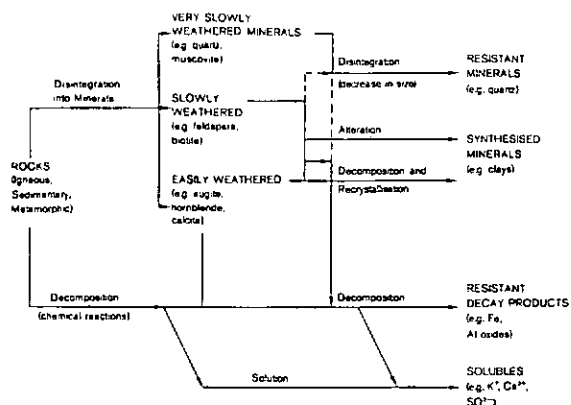 VERY SLOWLY
WEATHERED MINERALS
(e.g. quartz,
muscovite)
Disintegration
into Minerals
Disintegration
(decrease in size)
RESISTANT
MINERALS
(e.g. quartz)
SLOWLY
WEATHERED
(e.g. feldspars,
biotite)
Alteration
SYNTHESISED
MINERALS
(e.g. clays)
ROCKS
(Igneous,
Sedimentary,
Metamorphic)
EASILY WEATHERED
(e.g. augite,
hornblende,
calcite)
Decomposition and
Recrystallisation
Decomposition
(chemical reactions)
Decomposition
RESISTANT
DECAY PRODUCTS
(e.g. Fe,
Al oxides)
Solution
SOLUBLES
(e.g. K⁺, Ca²⁺,